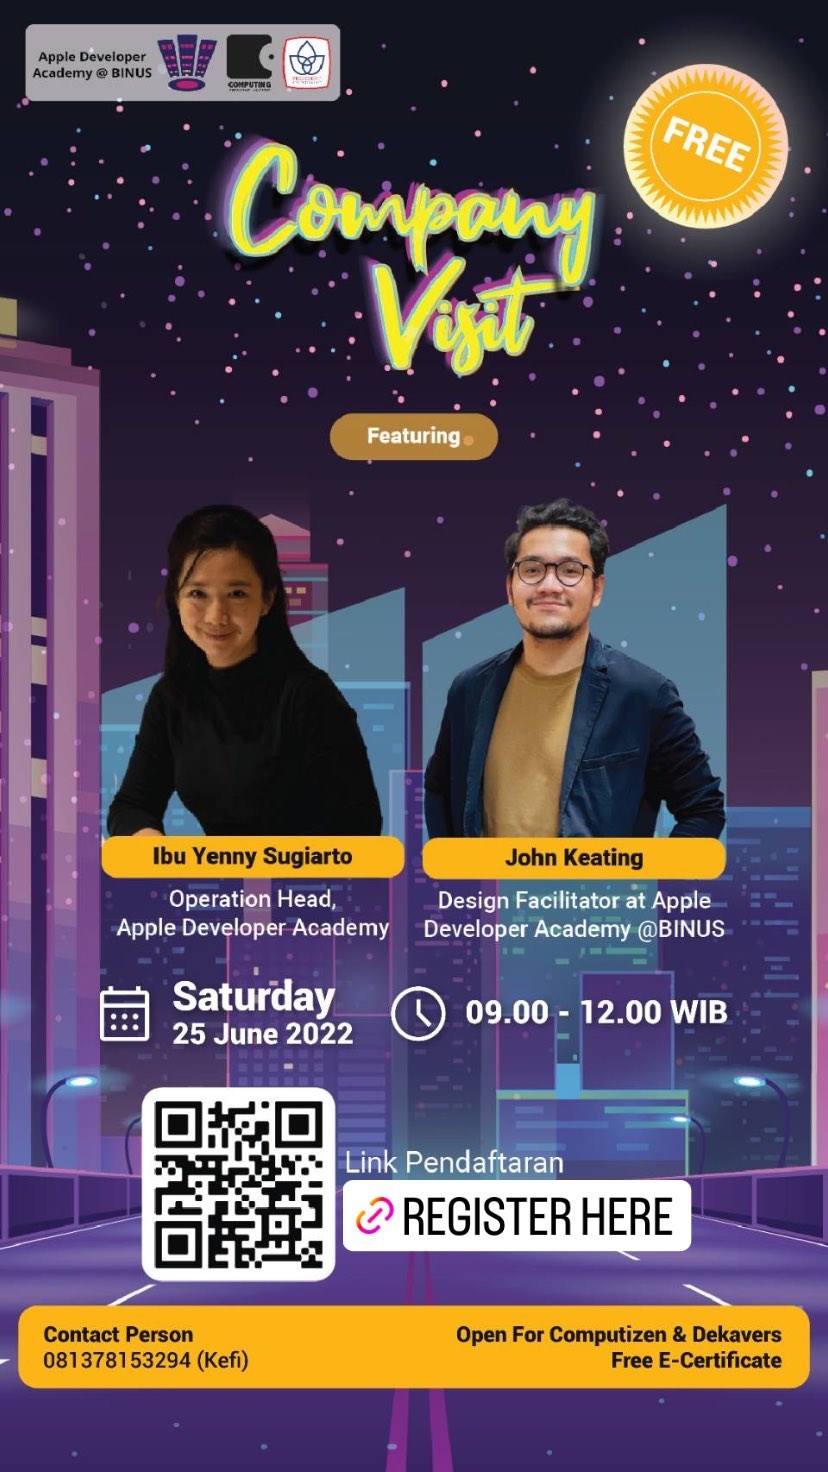 Apple Developer
Academy @ BINUS
COMPUTING
FREE
Company
Visit
Featuring
Ibu Yenny Sugiarto
Operation Head,
Apple Developer Academy
John Keating
Design Facilitator at Apple
Developer Academy @BINUS
Saturday
25 June 2022
09.00 - 12.00 WIB
Link Pendaftaran
REGISTER HERE
Contact Person
081378153294 (Kefi)
Open For Computizen & Dekavers
Free E-Certificate